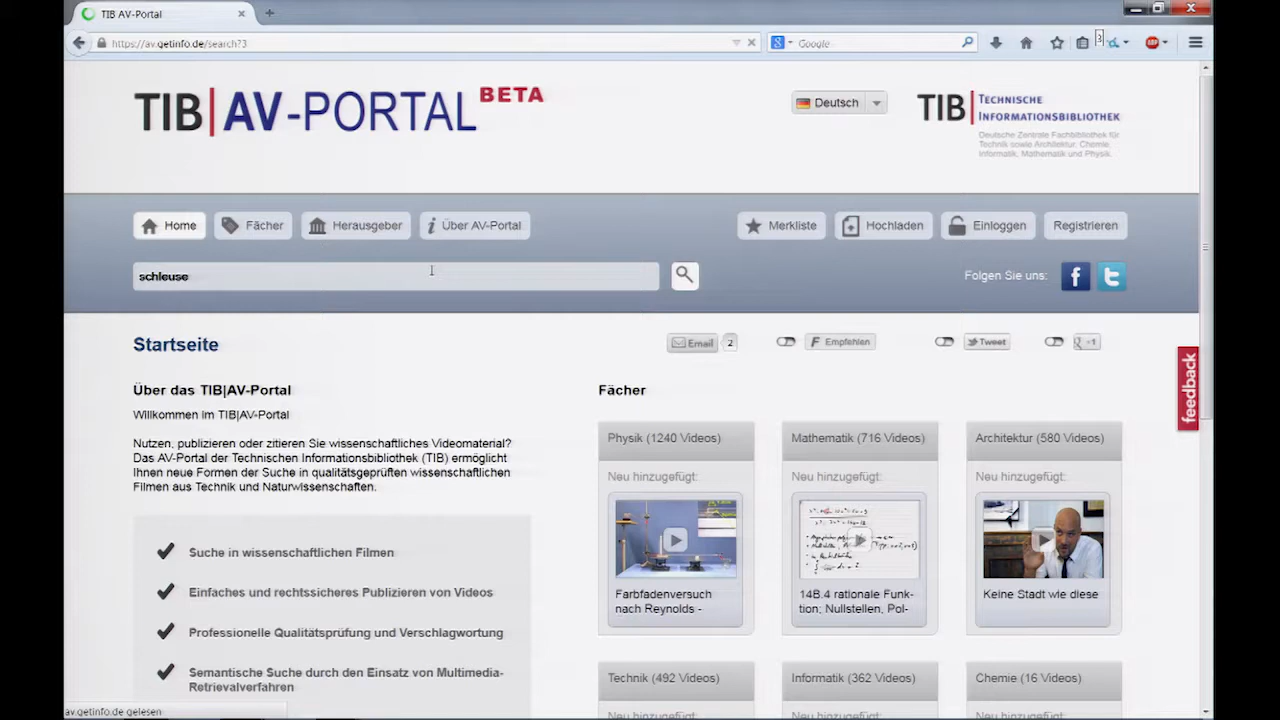 TIB AV-Portal
https://av.getinfo.de/search?3
Google
3
TIB|AV-PORTAL BETA
Deutsch
TIB|TECHNISCHE INFORMATIONSBIBLIOTHEK
Deutsche Zentrale Fachbibliothek für
Technik sowie Architektur, Chemie,
Informatik, Mathematik und Physik.
Home
Fächer
Herausgeber
Über AV-Portal
Merkliste
Hochladen
Einloggen
Registrieren
schleuse
Folgen Sie uns:
Startseite
Email 2
Empfehlen
Tweet
+1
feedback
Über das TIB|AV-Portal
Willkommen im TIB|AV-Portal
Nutzen, publizieren oder zitieren Sie wissenschaftliches Videomaterial?
Das AV-Portal der Technischen Informationsbibliothek (TIB) ermöglicht
Ihnen neue Formen der Suche in qualitätsgeprüften wissenschaftlichen
Filmen aus Technik und Naturwissenschaften.
Suche in wissenschaftlichen Filmen
Einfaches und rechtssicheres Publizieren von Videos
Professionelle Qualitätsprüfung und Verschlagwortung
Semantische Suche durch den Einsatz von Multimedia-
Retrievalverfahren
Fächer
Physik (1240 Videos)
Neu hinzugefügt:
Farbfadenversuch
nach Reynolds -
Mathematik (716 Videos)
Neu hinzugefügt:
14B.4 rationale Funk-
tion; Nullstellen, Pol-
Architektur (580 Videos)
Neu hinzugefügt:
Keine Stadt wie diese
Technik (492 Videos)
Neu hinzugefügt:
Informatik (362 Videos)
Neu hinzugefügt:
Chemie (16 Videos)
Neu hinzugefügt:
av.getinfo.de gelesen